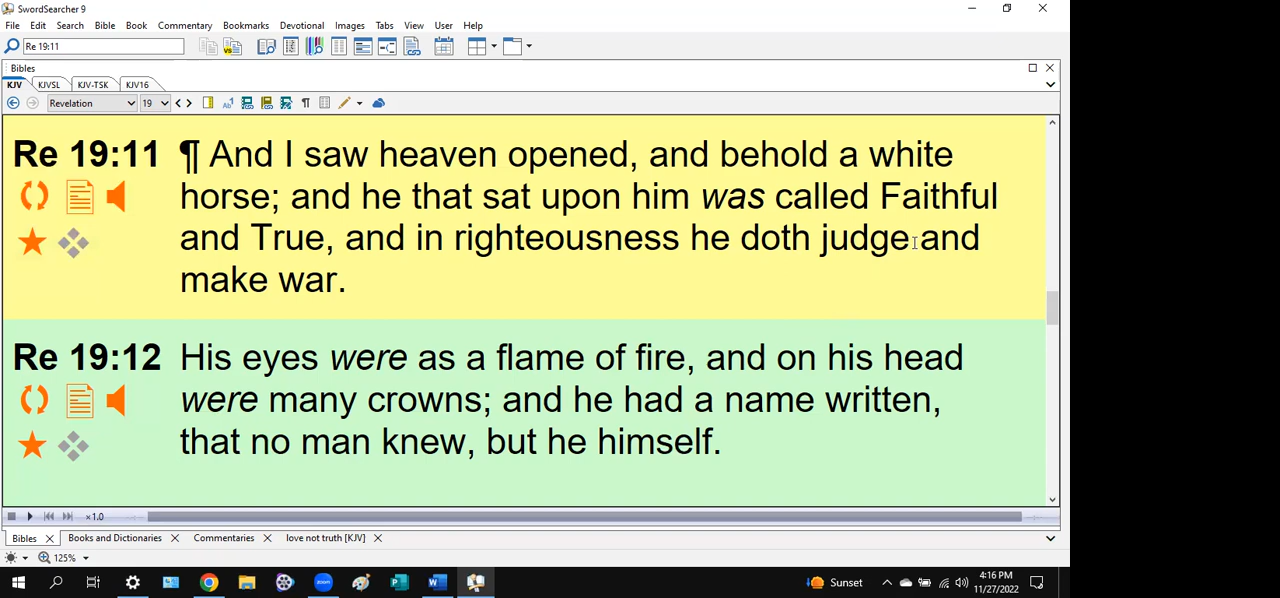 SwordSearcher 9
File Edit Search Bible Book Commentary Bookmarks Devotional Images Tabs View User Help
Re 19:11
Bibles
KJV KJVSL KJV-TSK KJV16
Revelation 19
Re 19:11 ¶ And I saw heaven opened, and behold a white
horse; and he that sat upon him was called Faithful
and True, and in righteousness he doth judge and
make war.
Re 19:12 His eyes were as a flame of fire, and on his head
were many crowns; and he had a name written,
that no man knew, but he himself.
×1.0
Bibles Books and Dictionaries Commentaries love not truth [KJV]
125%
zoom Sunset 4:16 PM
11/27/2022